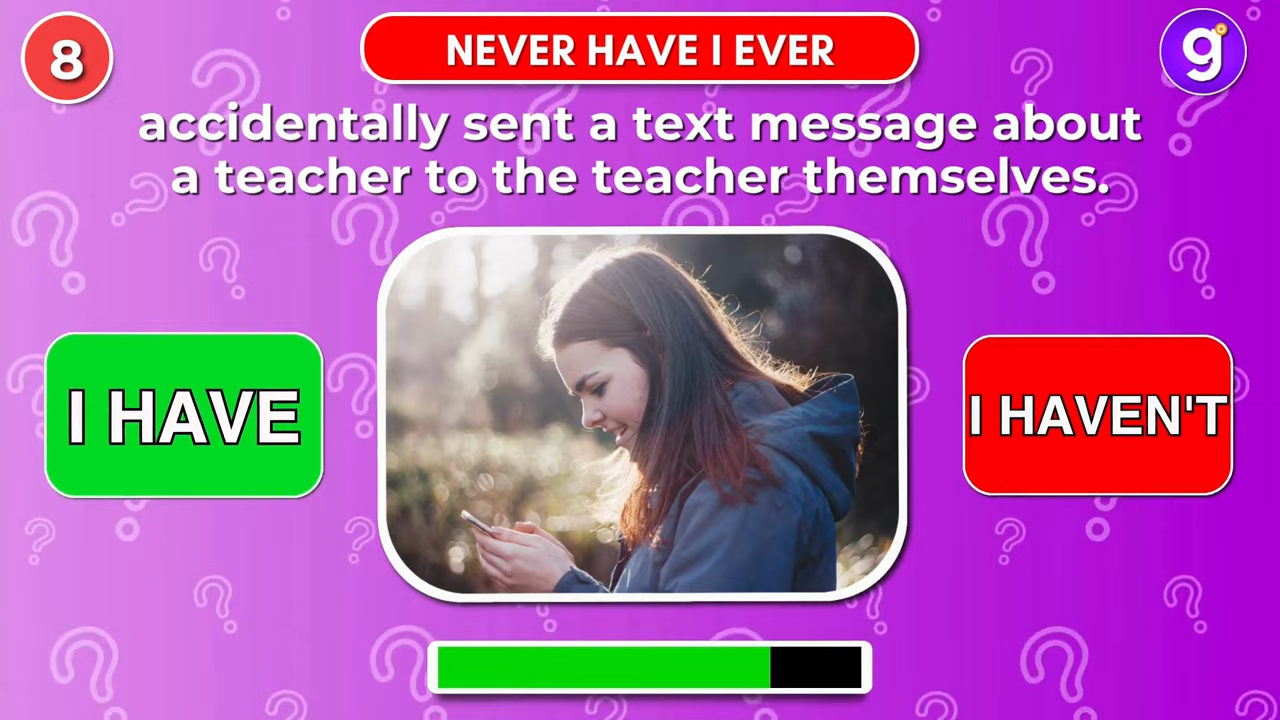 8
NEVER HAVE I EVER
g
accidentally sent a text message about
a teacher to the teacher themselves.
I HAVE
I HAVEN'T